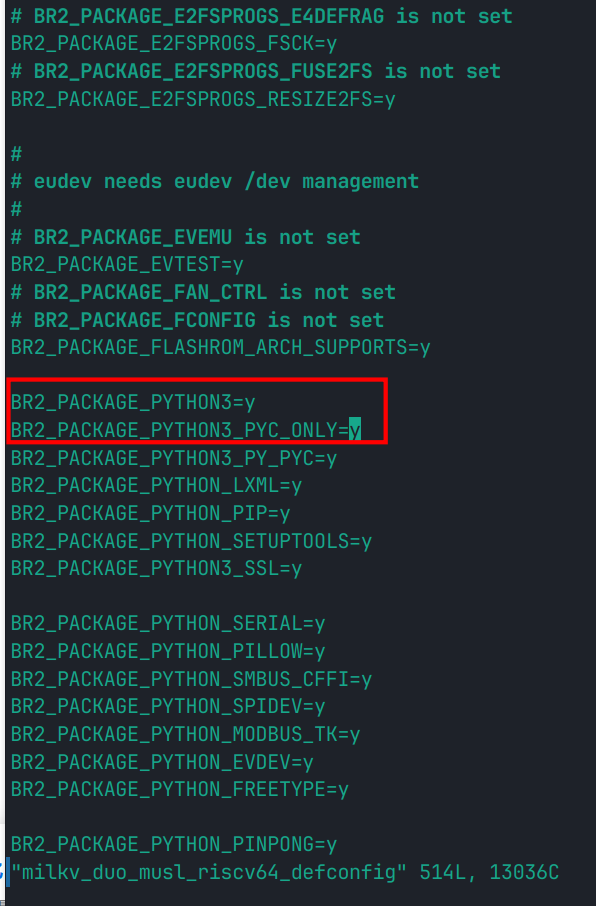 # BR2_PACKAGE_E2FSPROGS_E4DEFRAG is not set
BR2_PACKAGE_E2FSPROGS_FSCK=y
# BR2_PACKAGE_E2FSPROGS_FUSE2FS is not set
BR2_PACKAGE_E2FSPROGS_RESIZE2FS=y
#
# eudev needs eudev /dev management
#
# BR2_PACKAGE_EVEMU is not set
BR2_PACKAGE_EVTEST=y
# BR2_PACKAGE_FAN_CTRL is not set
# BR2_PACKAGE_FCONFIG is not set
BR2_PACKAGE_FLASHROM_ARCH_SUPPORTS=y
BR2_PACKAGE_PYTHON3=y
BR2_PACKAGE_PYTHON3_PYC_ONLY=y
BR2_PACKAGE_PYTHON3_PY_PYC=y
BR2_PACKAGE_PYTHON_LXML=y
BR2_PACKAGE_PYTHON_PIP=y
BR2_PACKAGE_PYTHON_SETUPTOOLS=y
BR2_PACKAGE_PYTHON3_SSL=y
BR2_PACKAGE_PYTHON_SERIAL=y
BR2_PACKAGE_PYTHON_PILLOW=y
BR2_PACKAGE_PYTHON_SMBUS_CFFI=y
BR2_PACKAGE_PYTHON_SPIDEV=y
BR2_PACKAGE_PYTHON_MODBUS_TK=y
BR2_PACKAGE_PYTHON_EVDEV=y
BR2_PACKAGE_PYTHON_FREETYPE=y
BR2_PACKAGE_PYTHON_PINPONG=y
"milkv_duo_musl_riscv64_defconfig" 514L, 13036C